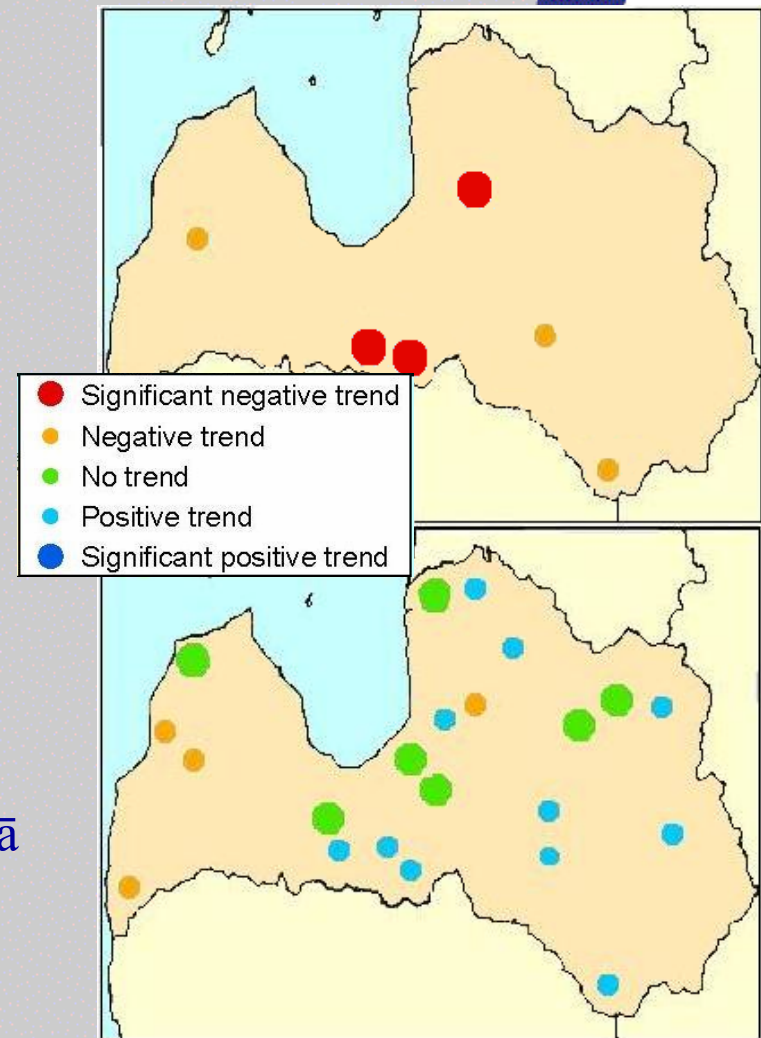 Significant negative trend
Negative trend
No trend
Positive trend
Significant positive trend
ā